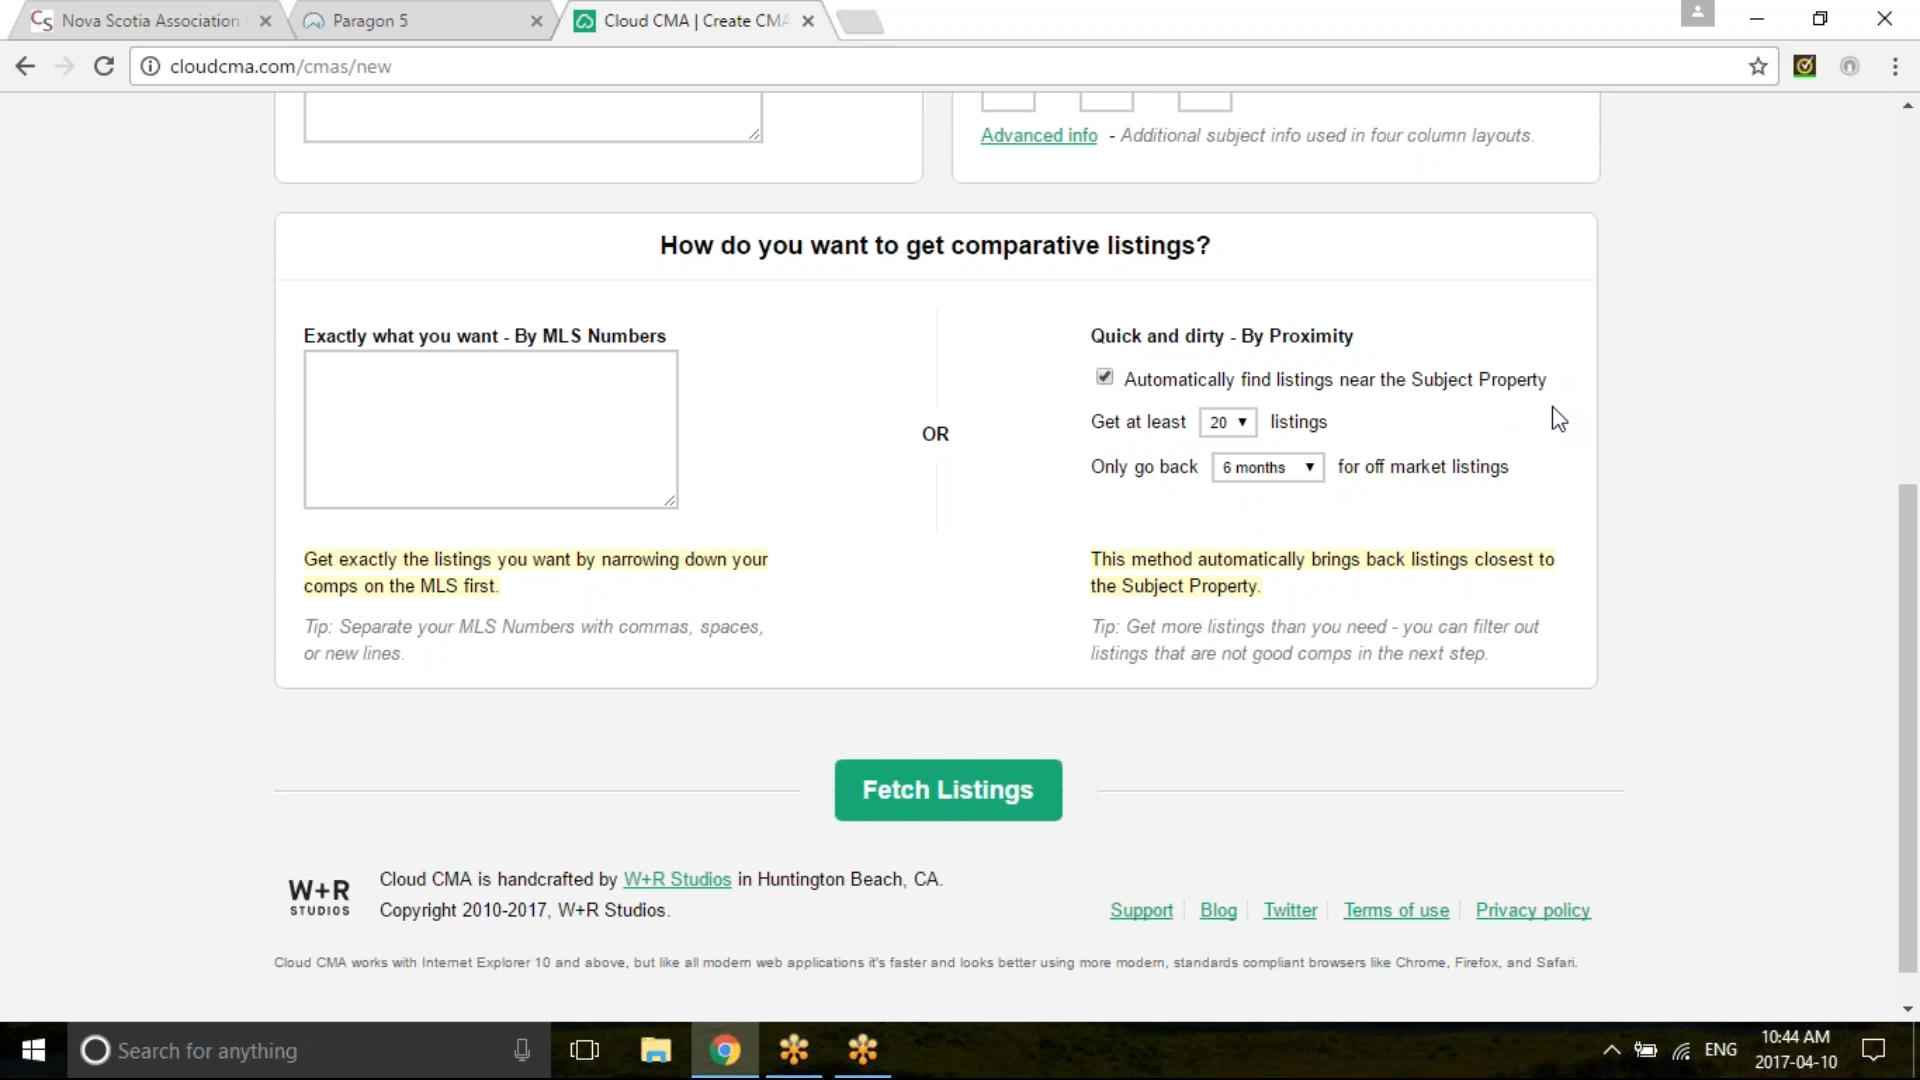 Nova Scotia Association
Paragon 5
Cloud CMA | Create CMA
cloudcma.com/cmas/new
Advanced info - Additional subject info used in four column layouts.
How do you want to get comparative listings?
Exactly what you want - By MLS Numbers
OR
Quick and dirty - By Proximity
Automatically find listings near the Subject Property
Get at least 20 listings
Only go back 6 months for off market listings
Get exactly the listings you want by narrowing down your
comps on the MLS first.
Tip: Separate your MLS Numbers with commas, spaces,
or new lines.
This method automatically brings back listings closest to
the Subject Property.
Tip: Get more listings than you need - you can filter out
listings that are not good comps in the next step.
Fetch Listings
W+R
STUDIOS
Cloud CMA is handcrafted by W+R Studios in Huntington Beach, CA.
Copyright 2010-2017, W+R Studios.
Support Blog Twitter Terms of use Privacy policy
Cloud CMA works with Internet Explorer 10 and above, but like all modern web applications it's faster and looks better using more modern, standards compliant browsers like Chrome, Firefox, and Safari.
Search for anything
ENG
10:44 AM
2017-04-10